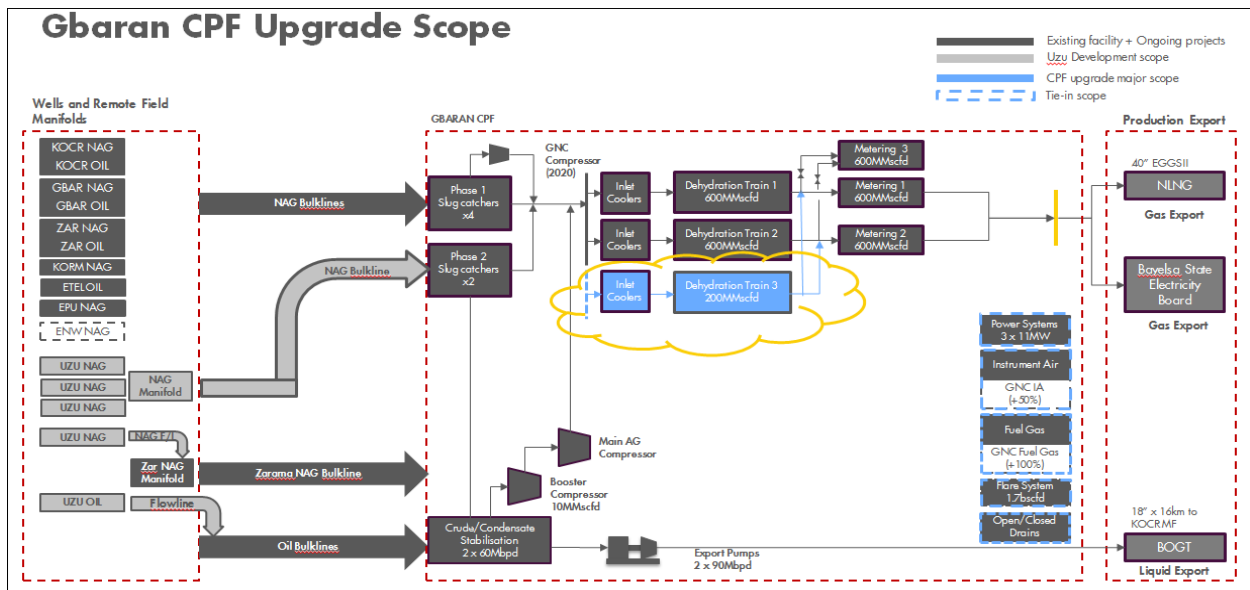 Gbaran CPF Upgrade Scope
Existing facility + Ongoing projects
Uzu Development scope
CPF upgrade major scope
Tie-in scope
Wells and Remote Field
Manifolds
KOCR NAG
KOCR OIL
GBAR NAG
GBAR OIL
ZAR NAG
ZAR OIL
KORM NAG
ETEL OIL
EPU NAG
ENW NAG
UZU NAG
UZU NAG
UZU NAG
NAG
Manifold
UZU NAG
NAG F/L
Zar NAG
Manifold
UZU OIL
Flowline
NAG Bulklines
NAG Bulkline
Zarama NAG Bulkline
Oil Bulklines
GBARAN CPF
Phase 1
Slug catchers
x4
Phase 2
Slug catchers
x2
GNC
Compressor
(2020)
Inlet
Coolers
Dehydration Train 1
600MMscfd
Inlet
Coolers
Dehydration Train 2
600MMscfd
Inlet
Coolers
Dehydration Train 3
200MMscfd
Metering 3
600MMscfd
Metering 1
600MMscfd
Metering 2
600MMscfd
Main AG
Compressor
Booster
Compressor
10MMscfd
Crude/Condensate
Stabilisation
2 x 60Mbpd
Export Pumps
2 x 90Mbpd
Power Systems
3 x 11MW
Instrument Air
GNC IA
(+50%)
Fuel Gas
GNC Fuel Gas
(+100%)
Flare System
1.7bscfd
Open/Closed
Drains
Production Export
40" EGGSII
NLNG
Gas Export
Bayelsa State
Electricity
Board
Gas Export
18" x 16km to
KOCRMF
BOGT
Liquid Export